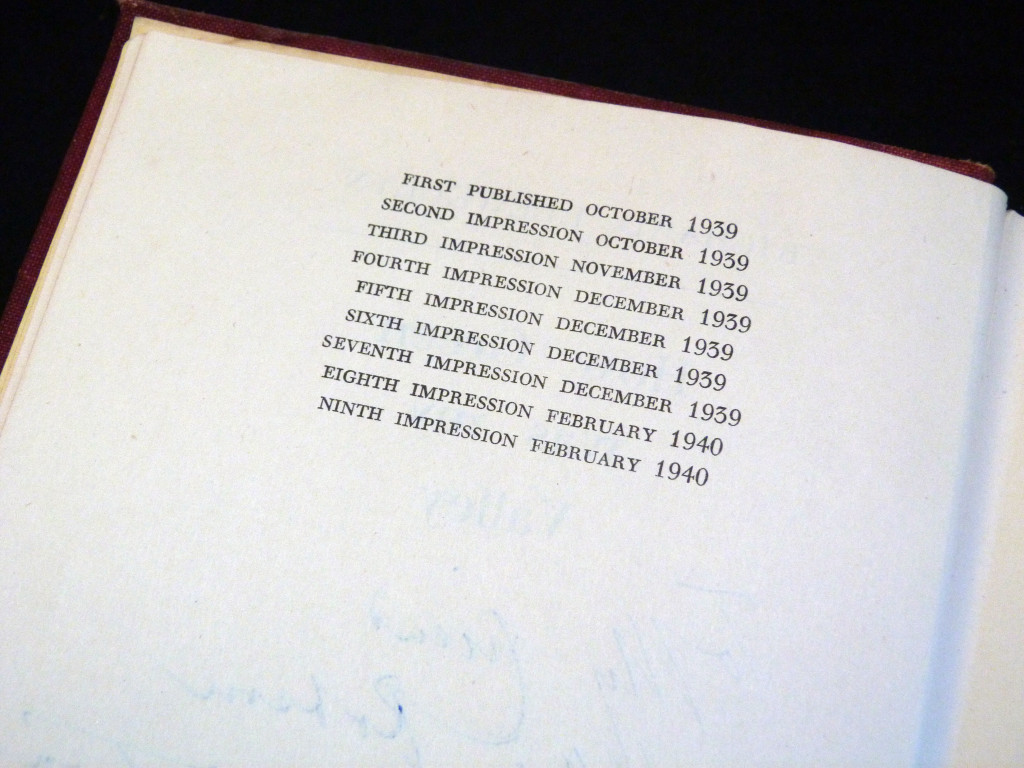 FIRST PUBLISHED OCTOBER 1939
SECOND IMPRESSION OCTOBER 1939
THIRD IMPRESSION NOVEMBER 1939
FOURTH IMPRESSION DECEMBER 1939
FIFTH IMPRESSION DECEMBER 1939
SIXTH IMPRESSION DECEMBER 1939
SEVENTH IMPRESSION DECEMBER 1939
EIGHTH IMPRESSION FEBRUARY 1940
NINTH IMPRESSION FEBRUARY 1940